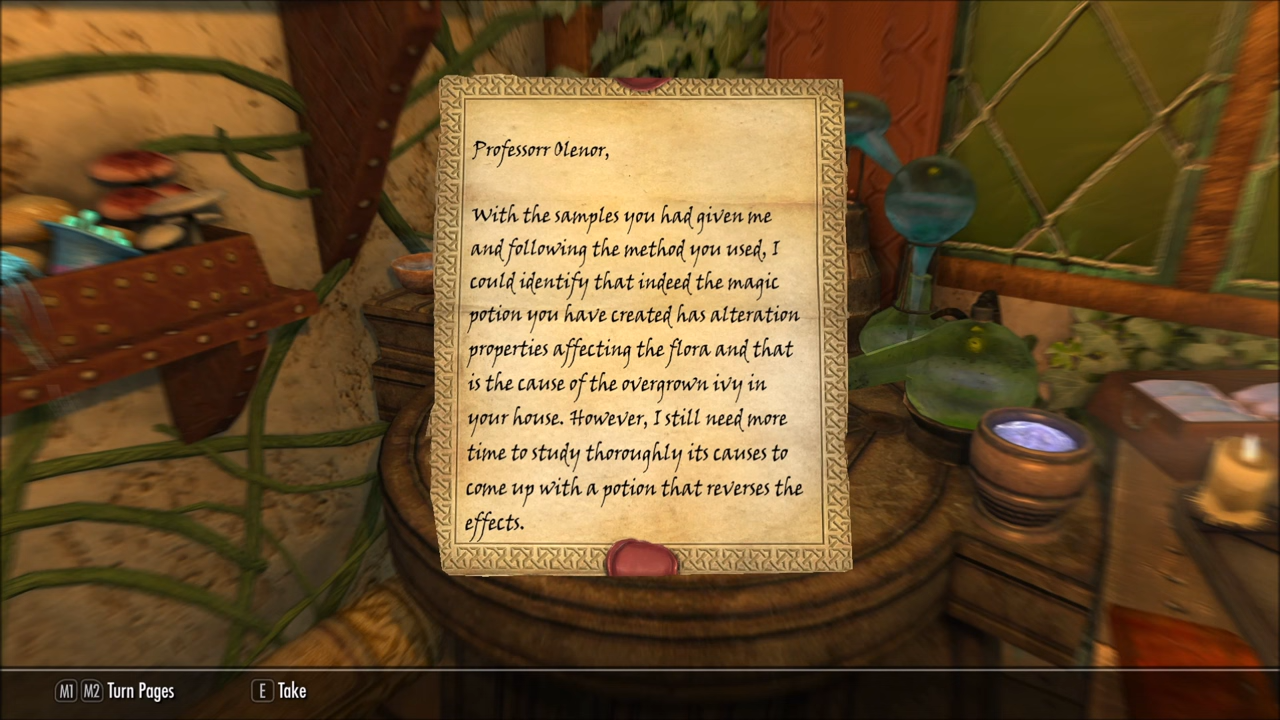 Professorr Olenor,
With the samples you had given me
and following the method you used, I
could identify that indeed the magic
potion you have created has alteration
properties affecting the flora and that
is the cause of the overgrown ivy in
your house. However, I still need more
time to study thoroughly its causes to
come up with a potion that reverses the
effects.
M1 M2 Turn Pages E Take